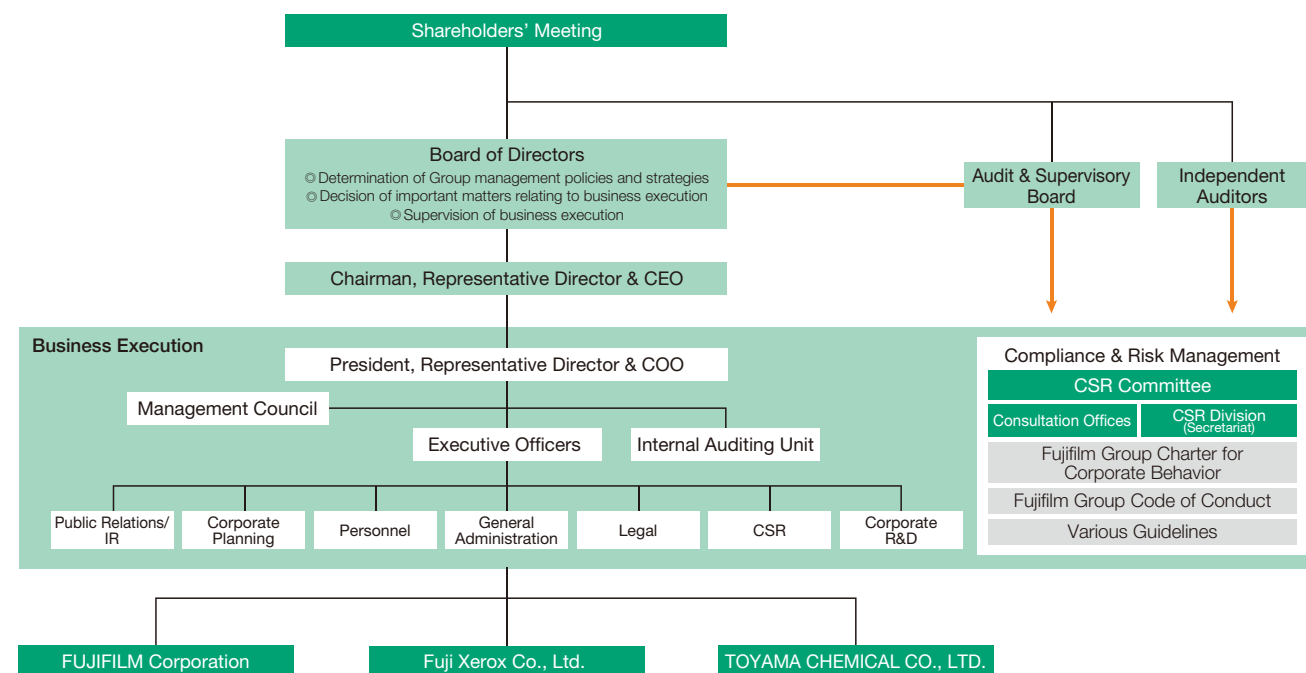 Shareholders' Meeting
Board of Directors
◎ Determination of Group management policies and strategies
◎ Decision of important matters relating to business execution
◎ Supervision of business execution
Audit & Supervisory
Board
Independent
Auditors
Chairman, Representative Director & CEO
Business Execution
President, Representative Director & COO
Management Council
Executive Officers
Internal Auditing Unit
Public Relations/
IR
Corporate
Planning
Personnel
General
Administration
Legal
CSR
Corporate
R&D
Compliance & Risk Management
CSR Committee
Consultation Offices
CSR Division
(Secretariat)
Fujifilm Group Charter for
Corporate Behavior
Fujifilm Group Code of Conduct
Various Guidelines
FUJIFILM Corporation
Fuji Xerox Co., Ltd.
TOYAMA CHEMICAL CO., LTD.